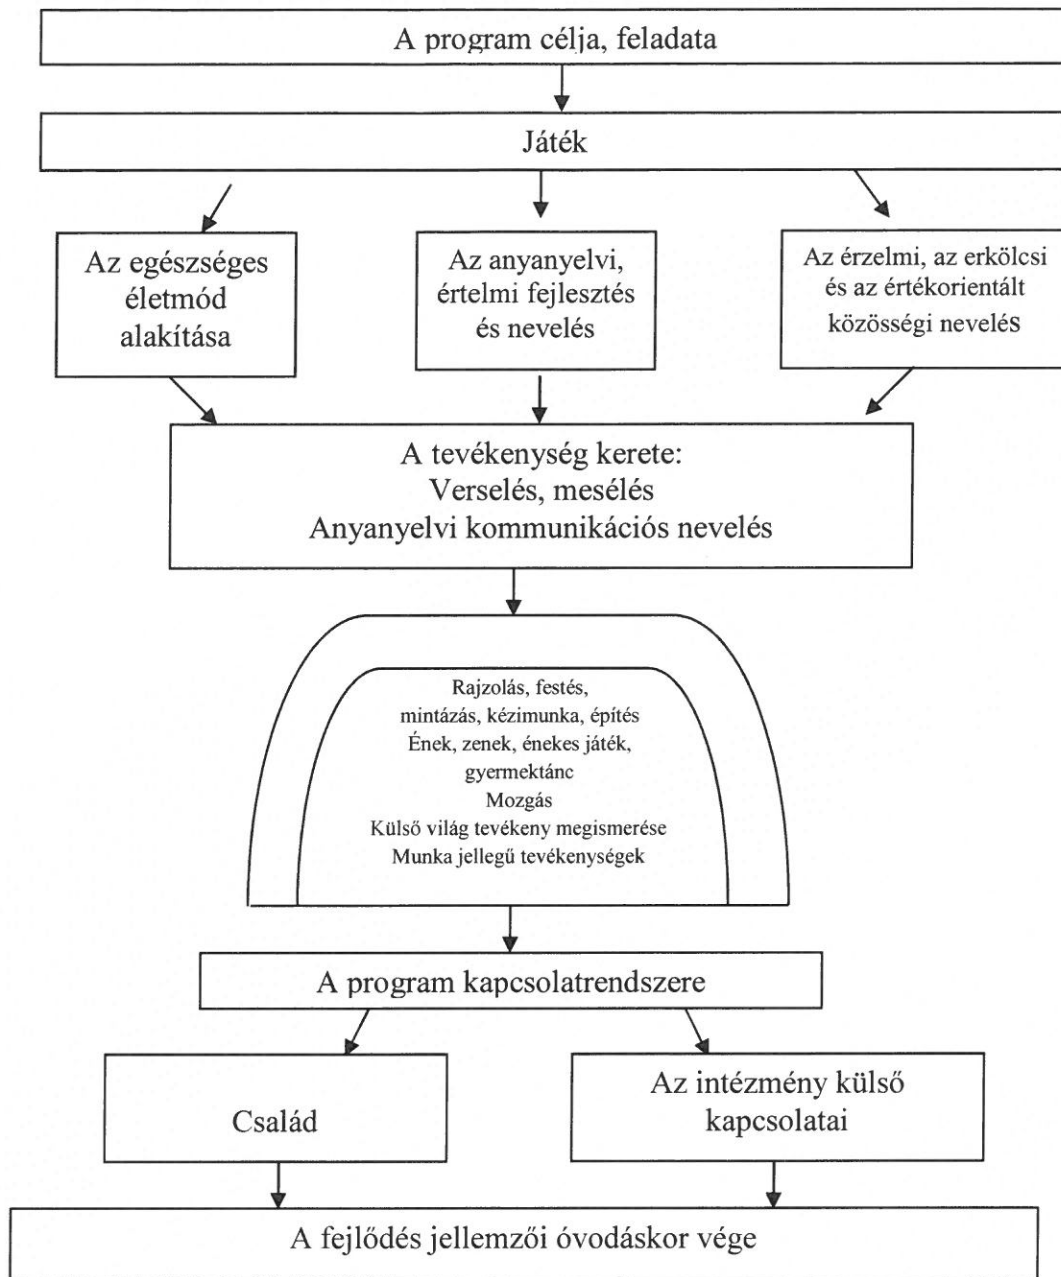 A program célja, feladata
Játék
Az egészséges
életmód
alakítása
Az anyanyelvi,
értelmi fejlesztés
és nevelés
Az érzelmi, az erkölcsi
és az értékorientált
közösségi nevelés
A tevékenység kerete:
Verselés, mesélés
Anyanyelvi kommunikációs nevelés
Rajzolás, festés,
mintázás, kézimunka, építés
Ének, zenek, énekes játék,
gyermektánc
Mozgás
Külső világ tevékeny megismerése
Munka jellegű tevékenységek
A program kapcsolatrendszere
Család
Az intézmény külső
kapcsolatai
A fejlődés jellemzői óvodáskor vége